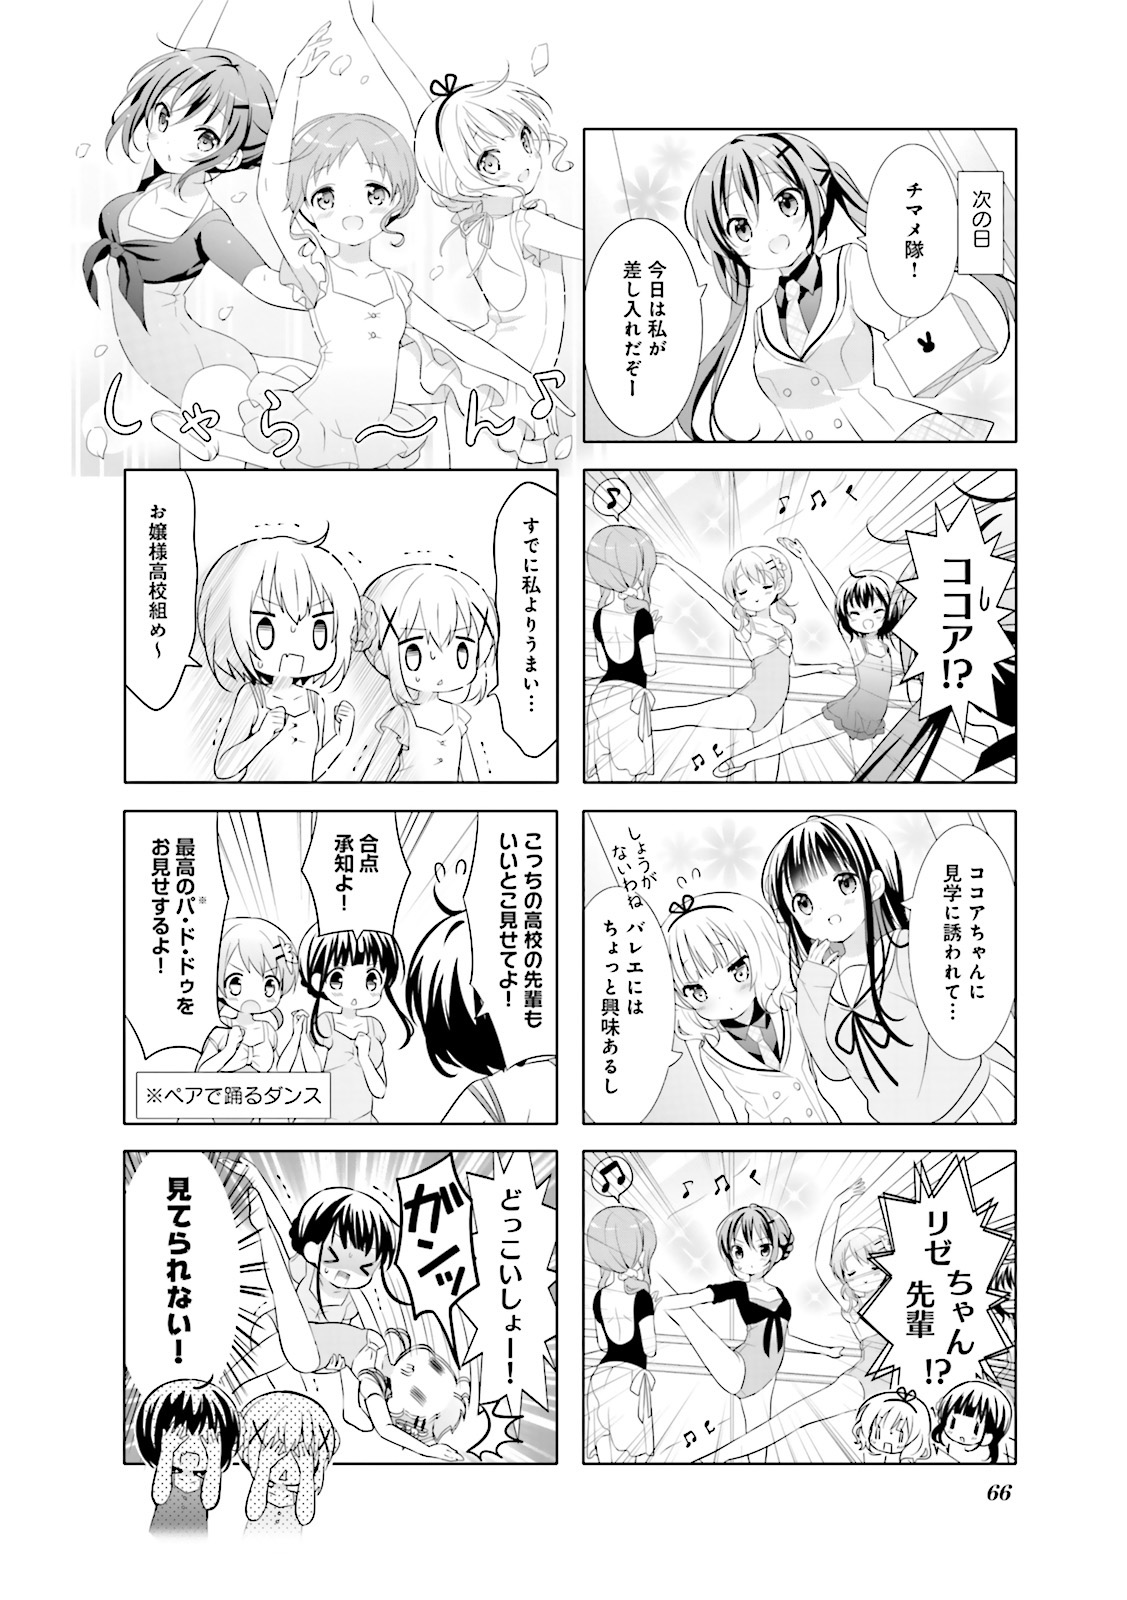 次の日
チマメ隊！
今日は私が
差し入れだぞー
ココア!?
ココアちゃんに
見学に誘われて…
しょうが
ないわね
バレエには
ちょっと興味あるし
リゼちゃん
先輩!?
しゃら〜ん♪
すでに私よりうまい…
お嬢様高校組め〜
こっちの高校の先輩も
いいとこ見せてよ！
合点
承知よ！
最高のパ・ド・ドゥ※を
お見せするよ！
※ペアで踊るダンス
どっこいしょー！
ガンッ
見てられない！
66